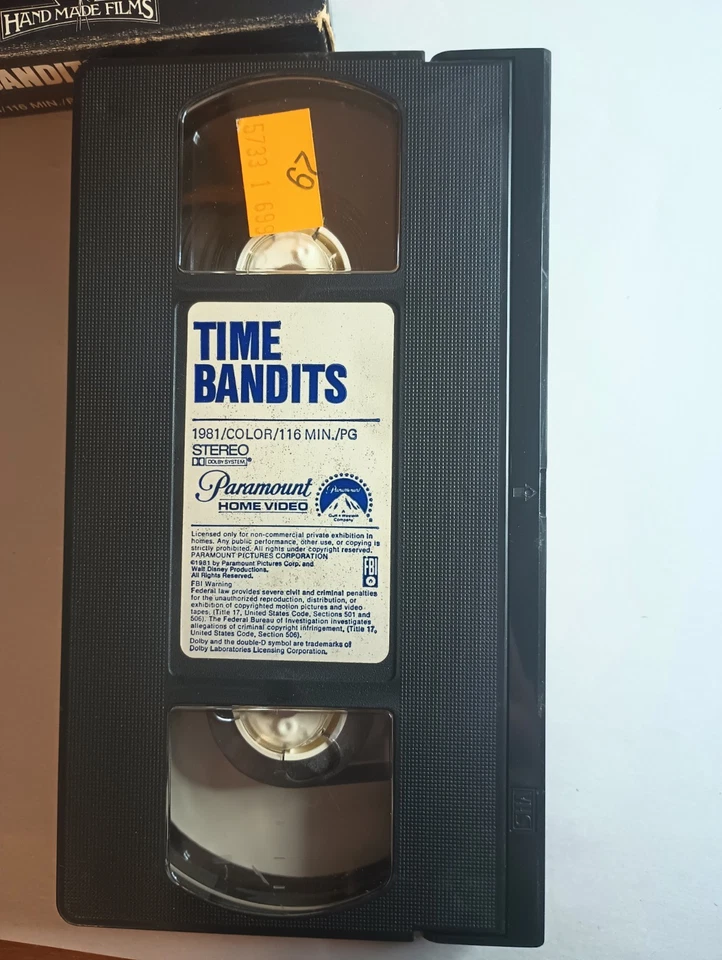 HAND MADE FILMS
BANDIT
/116 MIN./P
5733 1 699
62
TIME
BANDITS
1981/COLOR/116 MIN./PG
STEREO
DOLBY SYSTEM®
Paramount
HOME VIDEO
Paramount
A
Gulf+Western
Company
Licensed only for non-commercial private exhibition in
homes. Any public performance, other use, or copying is
strictly prohibited. All rights under copyright reserved.
PARAMOUNT PICTURES CORPORATION
©1981 by Paramount Pictures Corp. and
Walt Disney Productions.
All Rights Reserved.
FBI
FBI Warning
Federal law provides severe civil and criminal penalties
for the unauthorized reproduction, distribution, or
exhibition of copyrighted motion pictures and video-
tapes. (Title 17, United States Code, Sections 501 and
506). The Federal Bureau of Investigation investigates
allegations of criminal copyright infringement. (Title 17,
United States Code, Section 506).
Dolby and the double-D symbol are trademarks of
Dolby Laboratories Licensing Corporation.